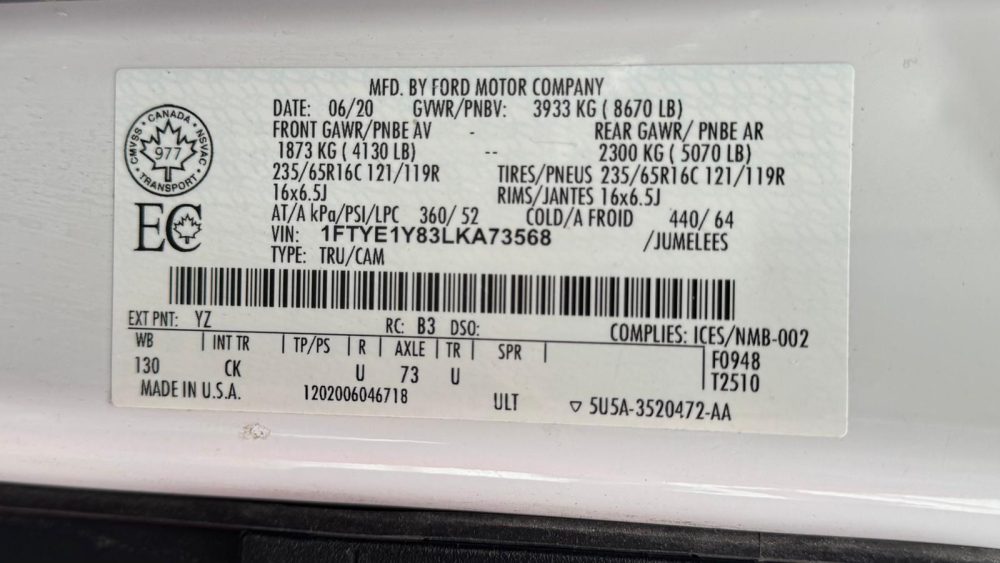 MFD. BY FORD MOTOR COMPANY
DATE: 06/20 GVWR/PNBV: 3933 KG ( 8670 LB)
FRONT GAWR/PNBE AV - REAR GAWR/ PNBE AR
1873 KG ( 4130 LB) -- 2300 KG ( 5070 LB)
235/65R16C 121/119R TIRES/PNEUS 235/65R16C 121/119R
16x6.5J RIMS/JANTES 16x6.5J
AT/A kPa/PSI/LPC 360/ 52 COLD/A FROID 440/ 64
VIN: 1FTYE1Y83LKA73568 /JUMELEES
TYPE: TRU/CAM
CMVSS · CANADA · NSVAC · TRANSPORT ·
977
EC
EXT PNT: YZ RC: B3 DSO: COMPLIES: ICES/NMB-002
WB | INT TR | TP/PS | R | AXLE | TR | SPR | F0948
130 CK U 73 U | T2510
MADE IN U.S.A. 1202006046718 ULT ▽ 5U5A-3520472-AA